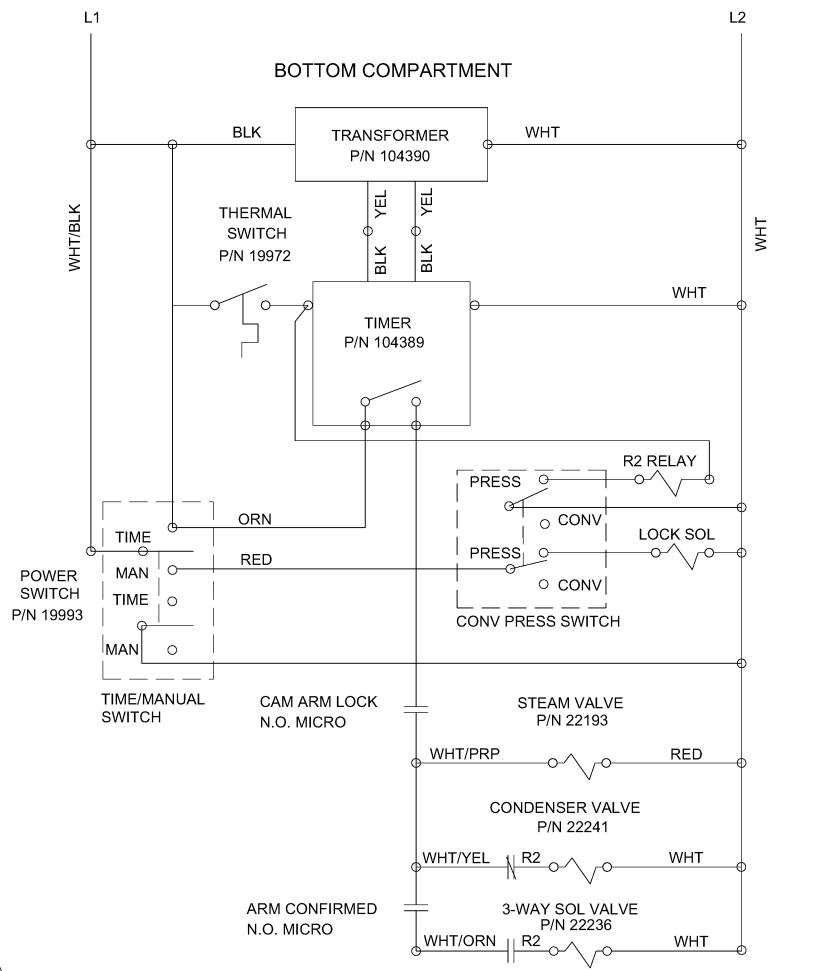 L1
L2
BOTTOM COMPARTMENT
BLK
TRANSFORMER
P/N 104390
WHT
WHT/BLK
THERMAL
SWITCH
P/N 19972
YEL
YEL
BLK
BLK
WHT
TIMER
P/N 104389
WHT
R2 RELAY
PRESS
CONV
LOCK SOL
PRESS
CONV
CONV PRESS SWITCH
ORN
TIME
RED
MAN
POWER
SWITCH
P/N 19993
TIME
MAN
TIME/MANUAL
SWITCH
CAM ARM LOCK
N.O. MICRO
STEAM VALVE
P/N 22193
WHT/PRP
RED
CONDENSER VALVE
P/N 22241
WHT/YEL
R2
WHT
ARM CONFIRMED
N.O. MICRO
3-WAY SOL VALVE
P/N 22236
WHT/ORN
R2
WHT